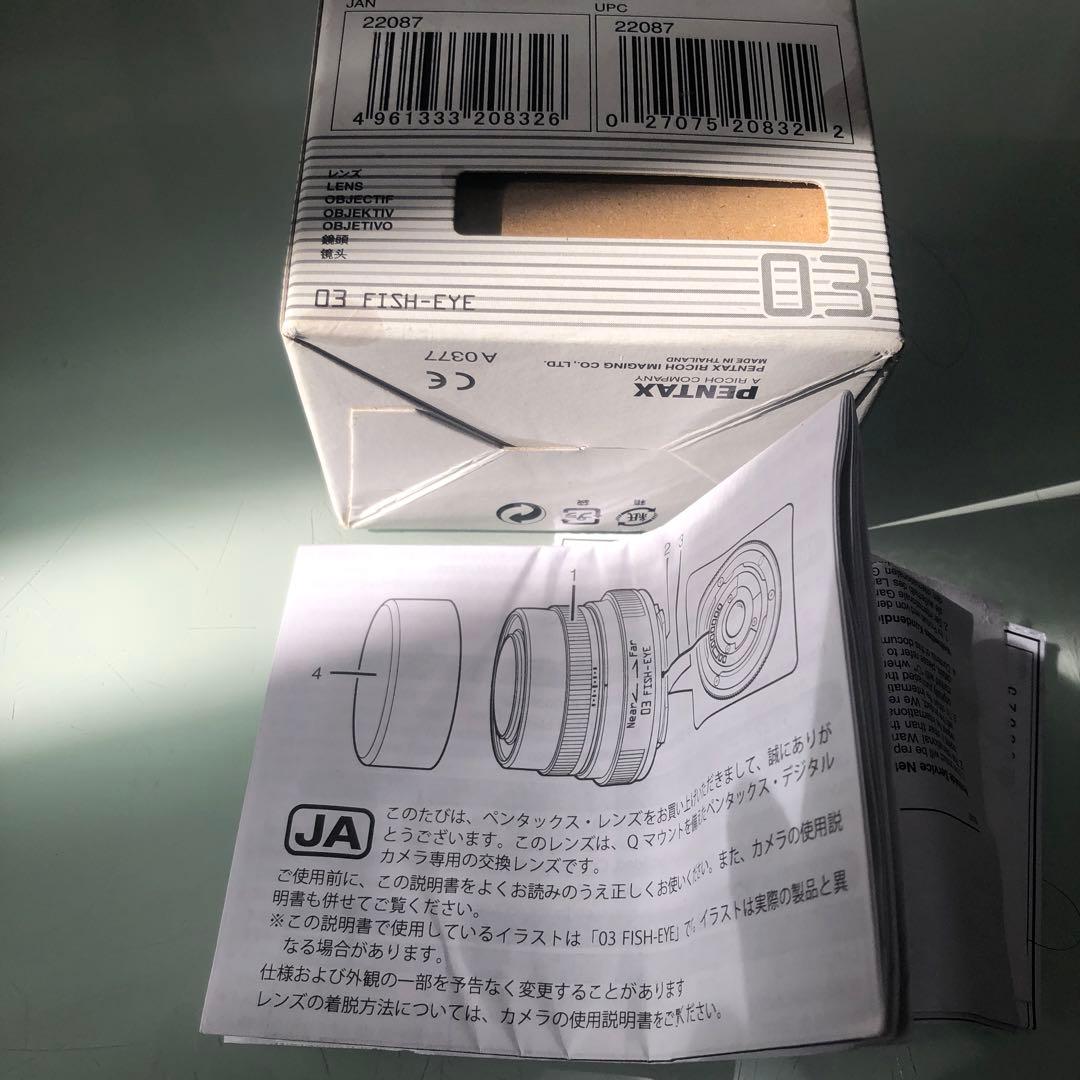 JAN
22087
4 961333 208326
UPC
22087
0 27075 20832 2
レンズ
LENS
OBJECTIF
OBJEKTIV
OBJETIVO
鏡頭
镜头
03 FISH-EYE
03
PENTAX
A RICOH COMPANY
PENTAX RICOH IMAGING CO., LTD.
MADE IN THAILAND
CE
A0377
箱
袋
紙
プラ
1
2
3
4
Near
Far
03 FISH-EYE
JA
このたびは、ペンタックス・レンズをお買い上げいただきまして、誠にありが
とうございます。このレンズは、Qマウントを備えたペンタックス・デジタル
カメラ専用の交換レンズです。
ご使用前に、この説明書をよくお読みのうえ正しくお使いください。また、カメラの使用説
明書も併せてご覧ください。
※この説明書で使用しているイラストは「03 FISH-EYE」で、イラストは実際の製品と異
なる場合があります。
仕様および外観の一部を予告なく変更することがあります
レンズの着脱方法については、カメラの使用説明書をご覧ください。